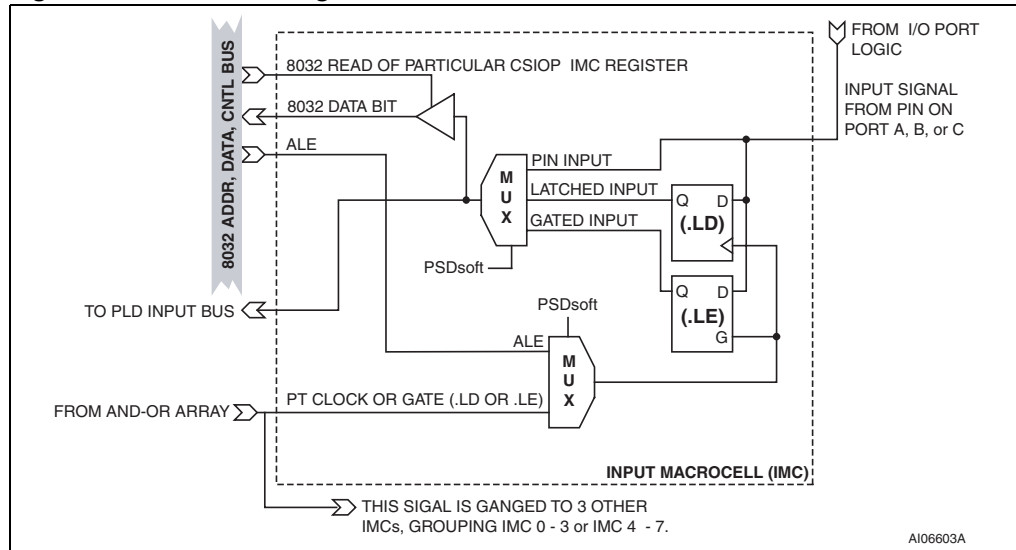 8032 ADDR, DATA, CNTL BUS
8032 READ OF PARTICULAR CSIOP IMC REGISTER
8032 DATA BIT
ALE
FROM I/O PORT
LOGIC
INPUT SIGNAL
FROM PIN ON
PORT A, B, or C
MUX
PIN INPUT
LATCHED INPUT
GATED INPUT
Q D
(.LD)
PSDsoft
Q D
(.LE)
G
TO PLD INPUT BUS
PSDsoft
ALE
MUX
FROM AND-OR ARRAY
PT CLOCK OR GATE (.LD OR .LE)
INPUT MACROCELL (IMC)
THIS SIGAL IS GANGED TO 3 OTHER
IMCs, GROUPING IMC 0 - 3 or IMC 4 - 7.
AI06603A